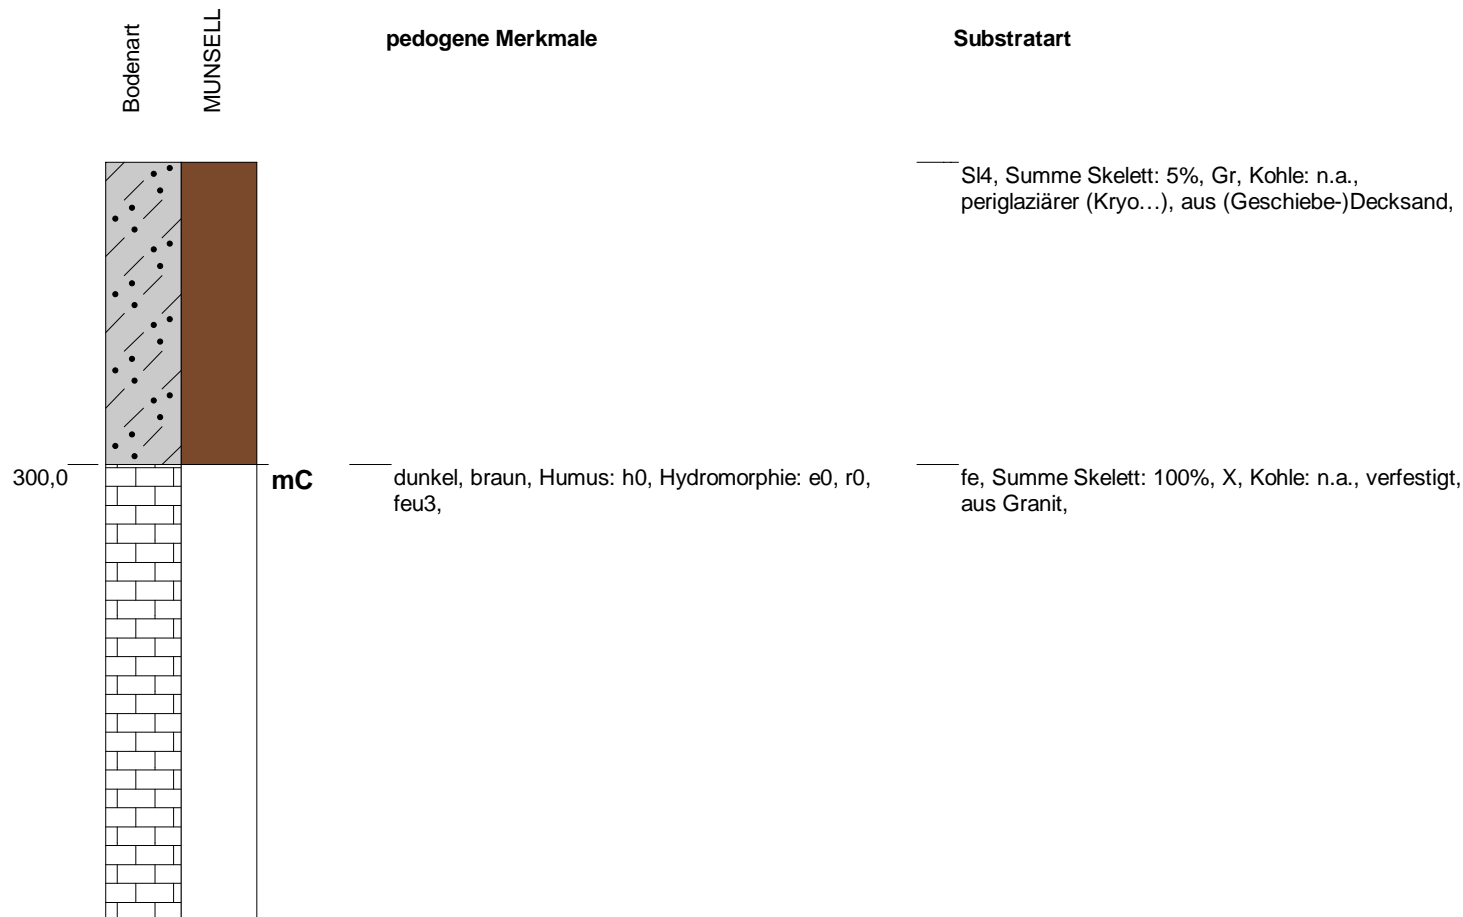 Bodenart
MUNSELL
pedogene Merkmale
Substratart
Sl4, Summe Skelett: 5%, Gr, Kohle: n.a.,
periglaziärer (Kryo…), aus (Geschiebe-)Decksand,
300,0
mC
dunkel, braun, Humus: h0, Hydromorphie: e0, r0,
feu3,
fe, Summe Skelett: 100%, X, Kohle: n.a., verfestigt,
aus Granit,